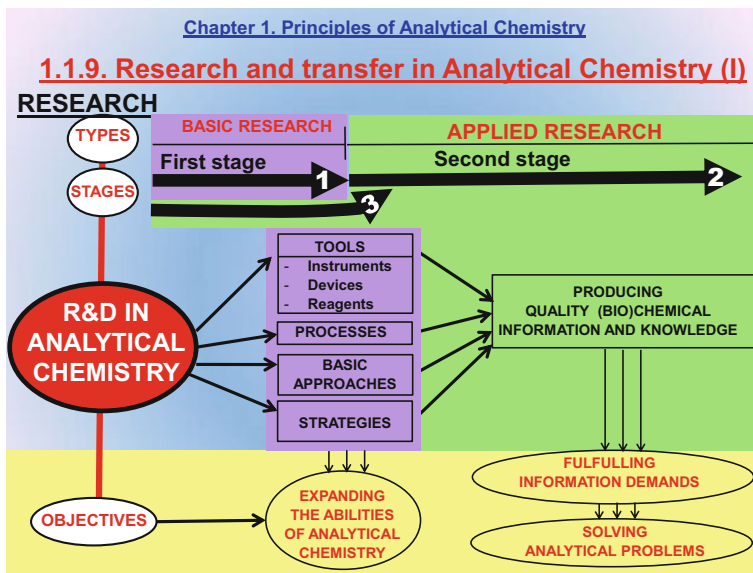 Chapter 1. Principles of Analytical Chemistry
1.1.9. Research and transfer in Analytical Chemistry (I)
RESEARCH
TYPES
BASIC RESEARCH
APPLIED RESEARCH
First stage
Second stage
STAGES
1
2
3
TOOLS
- Instruments
- Devices
- Reagents
PROCESSES
BASIC
APPROACHES
STRATEGIES
R&D IN
ANALYTICAL
CHEMISTRY
PRODUCING
QUALITY (BIO)CHEMICAL
INFORMATION AND KNOWLEDGE
OBJECTIVES
EXPANDING
THE ABILITIES
OF ANALYTICAL
CHEMISTRY
FULFULLING
INFORMATION DEMANDS
SOLVING
ANALYTICAL PROBLEMS